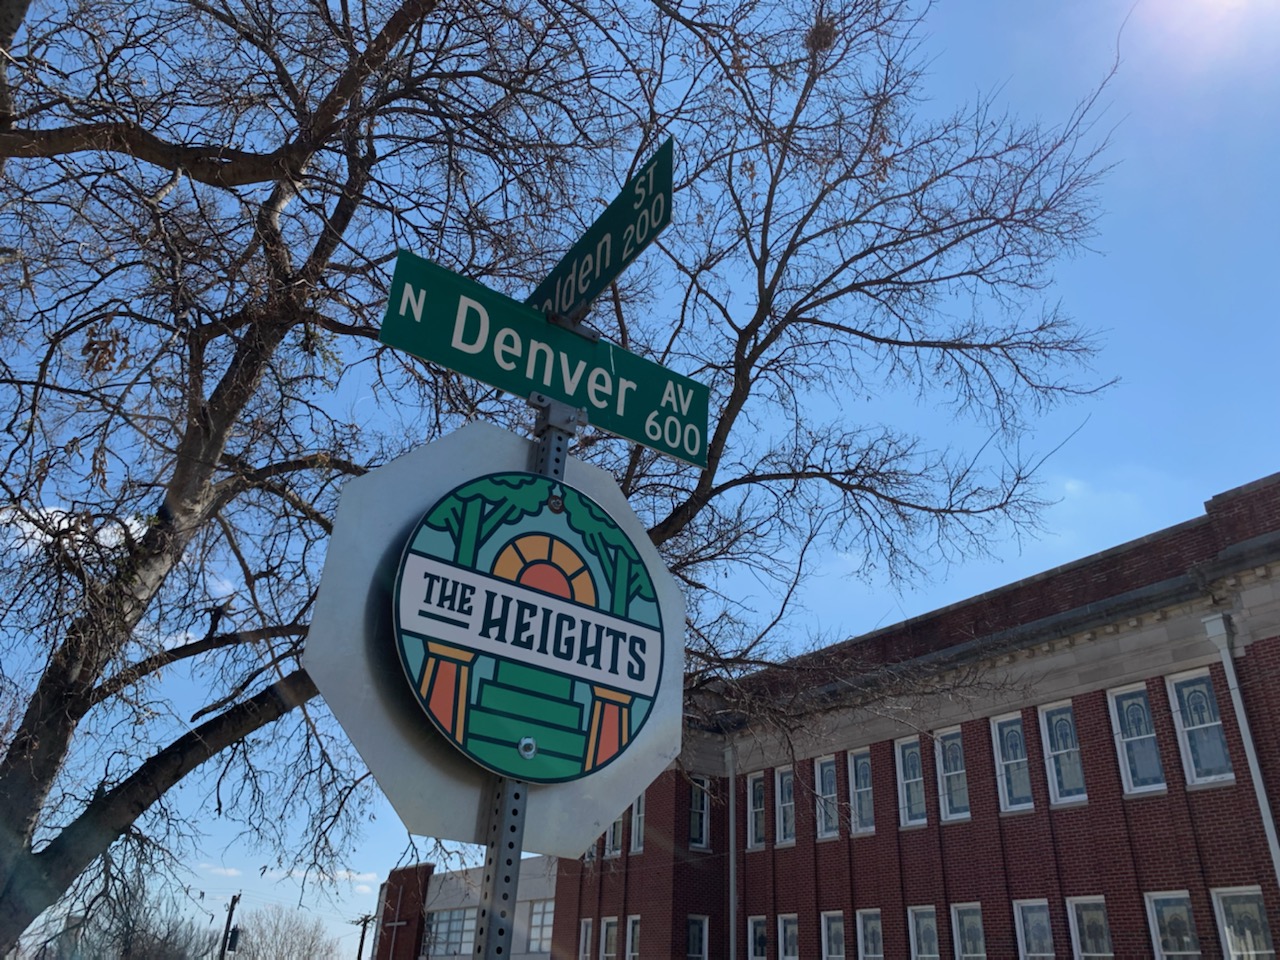 ST
200
N Denver AV
600
THE HEIGHTS